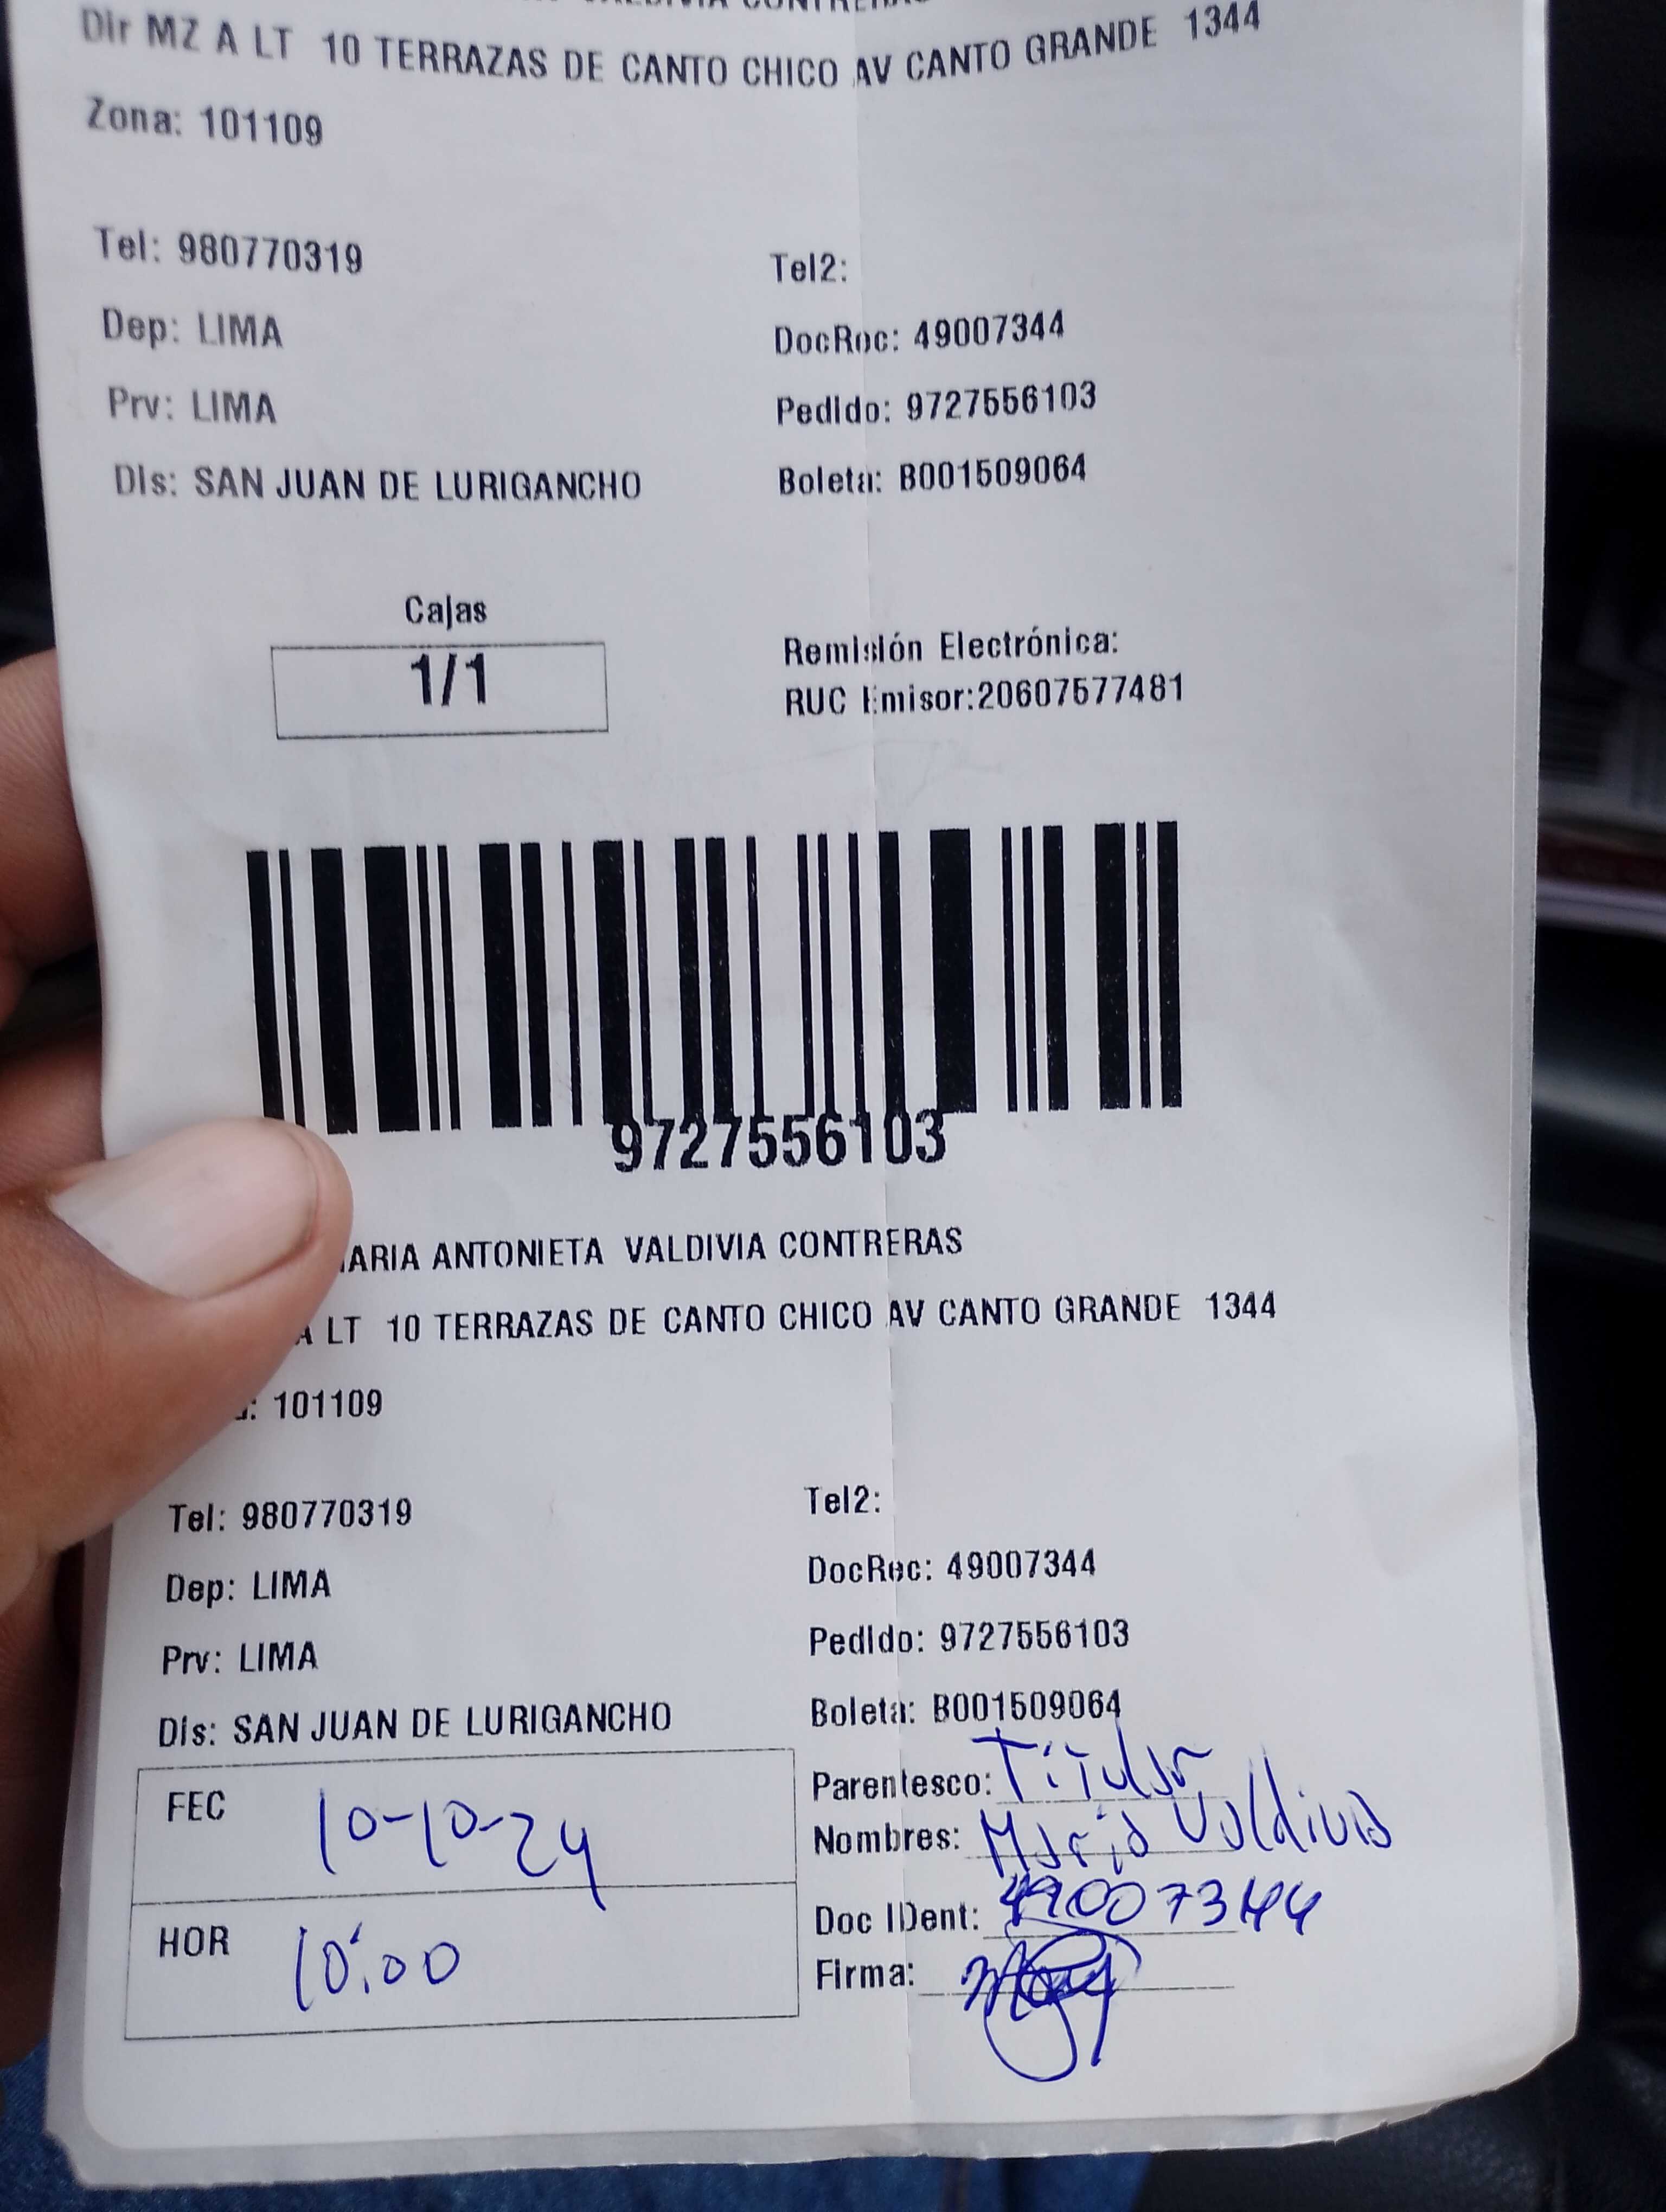 VALDIVIA CONTRERAS
Dir MZ A LT 10 TERRAZAS DE CANTO CHICO AV CANTO GRANDE 1344
Zona: 101109
Tel: 980770319
Tel2:
Dep: LIMA
DocRec: 49007344
Prv: LIMA
Pedido: 9727556103
Dis: SAN JUAN DE LURIGANCHO
Boleta: B001509064
Cajas
1/1
Remisión Electrónica:
RUC Emisor:20607577481
9727556103
ARIA ANTONIETA VALDIVIA CONTRERAS
A LT 10 TERRAZAS DE CANTO CHICO AV CANTO GRANDE 1344
: 101109
Tel: 980770319
Tel2:
Dep: LIMA
DocRec: 49007344
Prv: LIMA
Pedido: 9727556103
Dis: SAN JUAN DE LURIGANCHO
Boleta: B001509064
FEC 10-10-24
Parentesco: Titular
Nombres: Maria Valdivia
HOR 10:00
Doc IDent: 49007344
Firma: